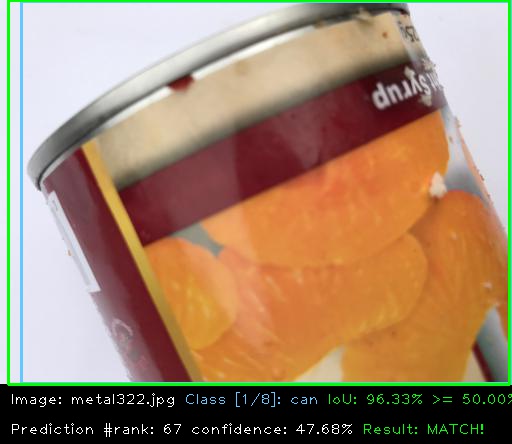 Syrup
Image: metal322.jpg Class [1/8]: can IoU: 96.33% >= 50.00%
Prediction #rank: 67 confidence: 47.68% Result: MATCH!